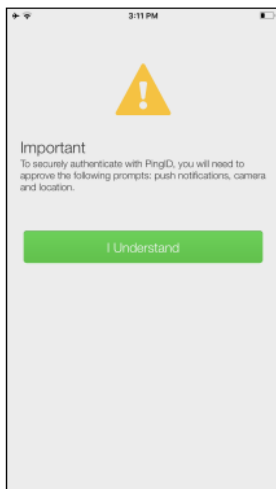 3:11 PM
!
Important
To securely authenticate with PingID, you will need to
approve the following prompts: push notifications, camera
and location.
I Understand